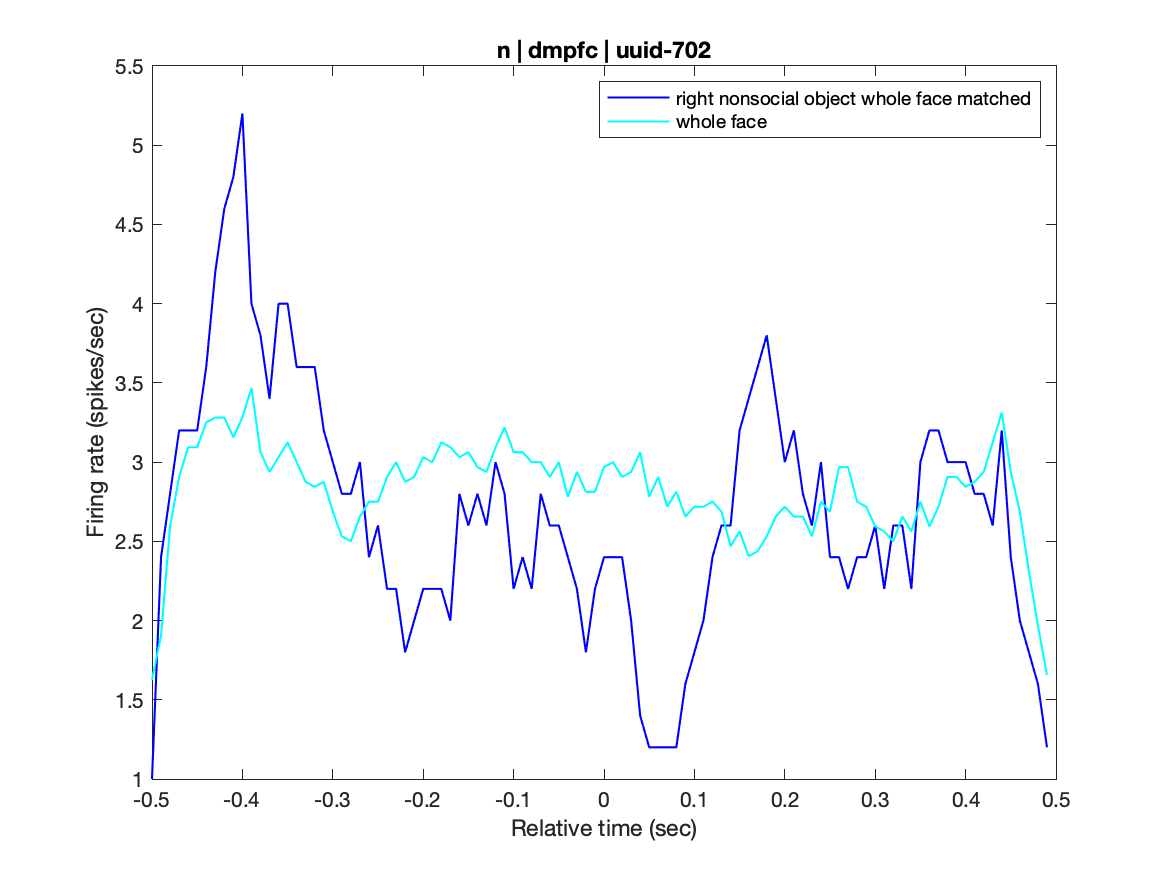 n | dmpfc | uuid-702
right nonsocial object whole face matched
whole face
Firing rate (spikes/sec)
5.5
5
4.5
4
3.5
3
2.5
2
1.5
1
-0.5 -0.4 -0.3 -0.2 -0.1 0 0.1 0.2 0.3 0.4 0.5
Relative time (sec)